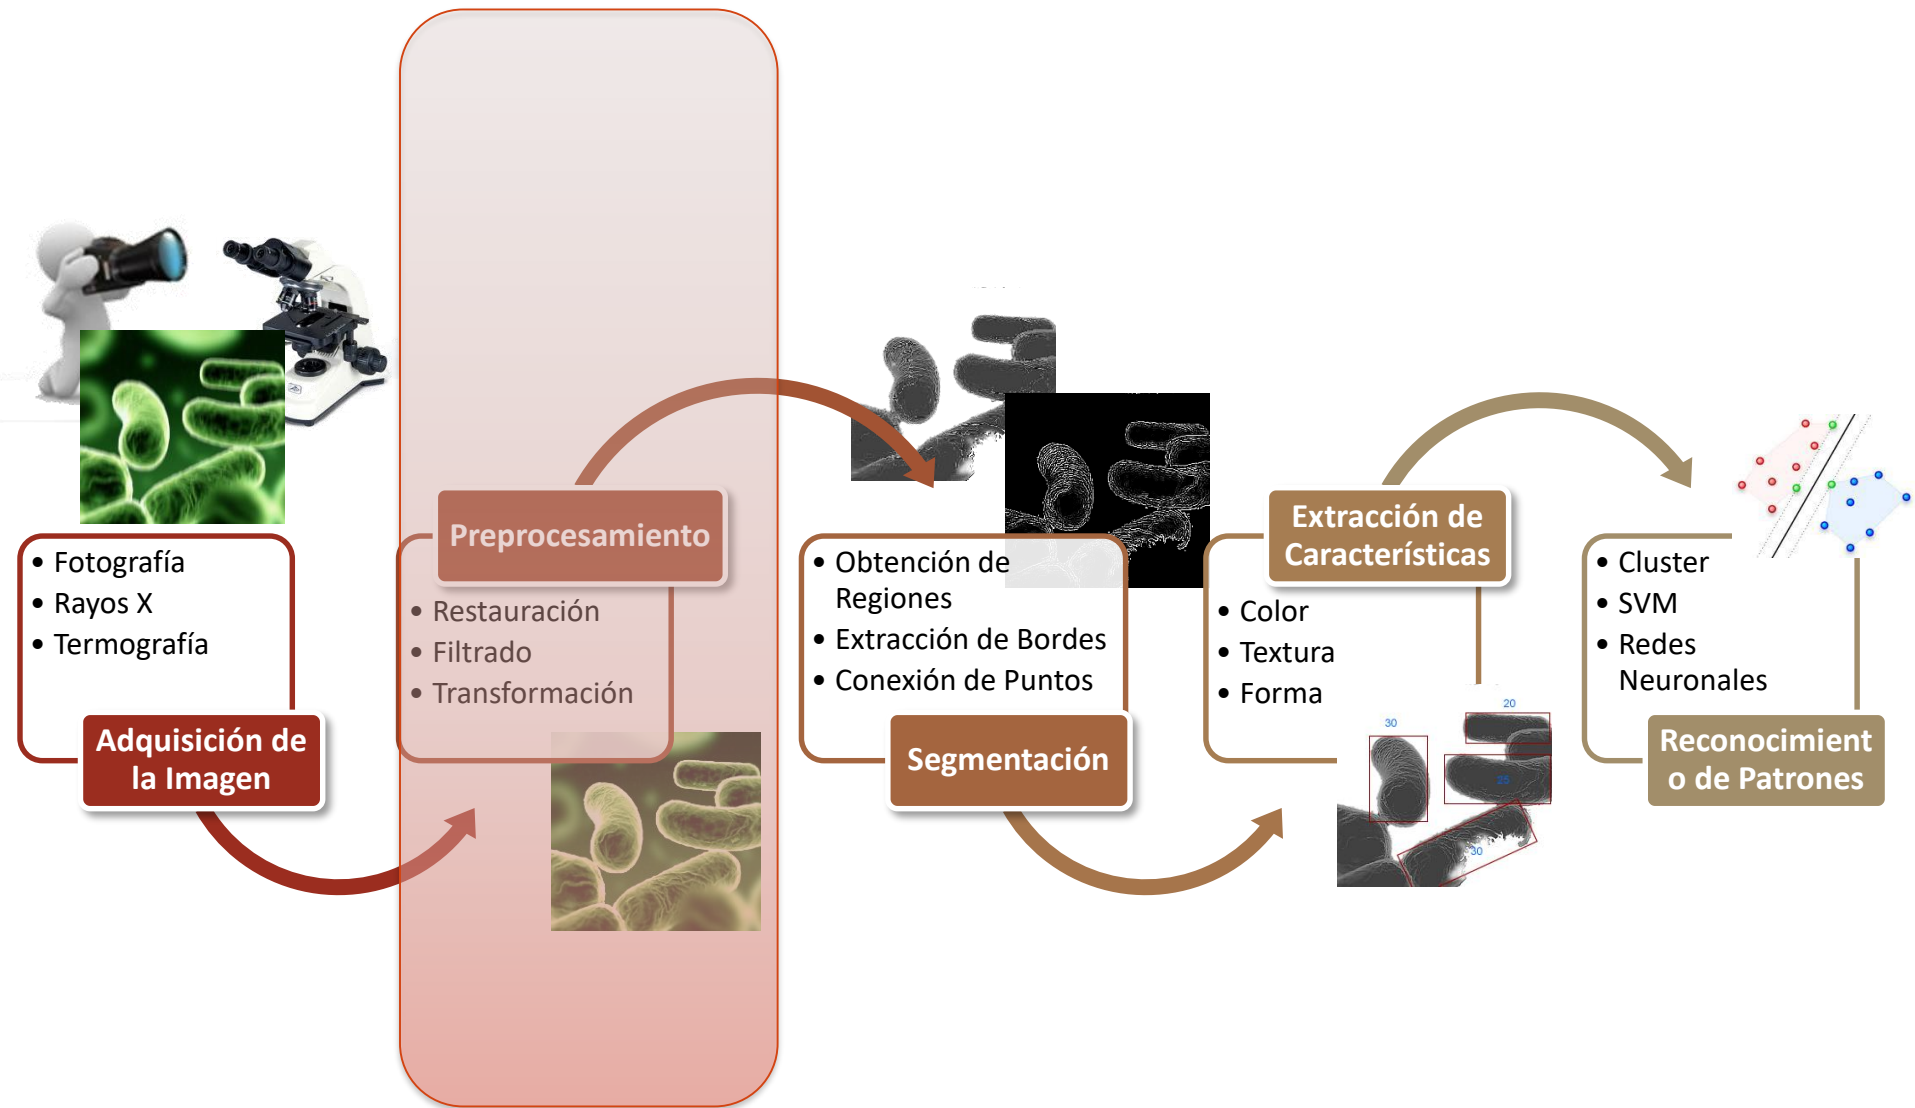 • Fotografía
• Rayos X
• Termografía
Adquisición de
la Imagen
Preprocesamiento
• Restauración
• Filtrado
• Transformación
• Obtención de
Regiones
• Extracción de Bordes
• Conexión de Puntos
Segmentación
Extracción de
Características
• Color
• Textura
• Forma
20
30
25
30
• Cluster
• SVM
• Redes
Neuronales
Reconocimient
o de Patrones